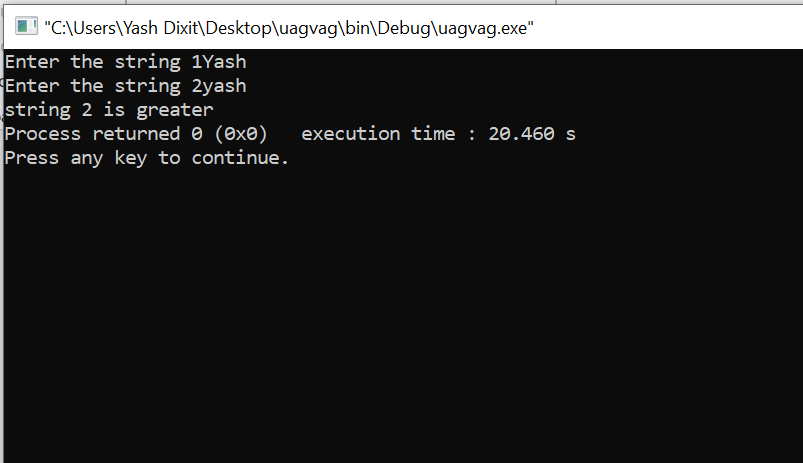 "C:\Users\Yash Dixit\Desktop\uagvag\bin\Debug\uagvag.exe"
Enter the string 1Yash
Enter the string 2yash
string 2 is greater
Process returned 0 (0x0)   execution time : 20.460 s
Press any key to continue.